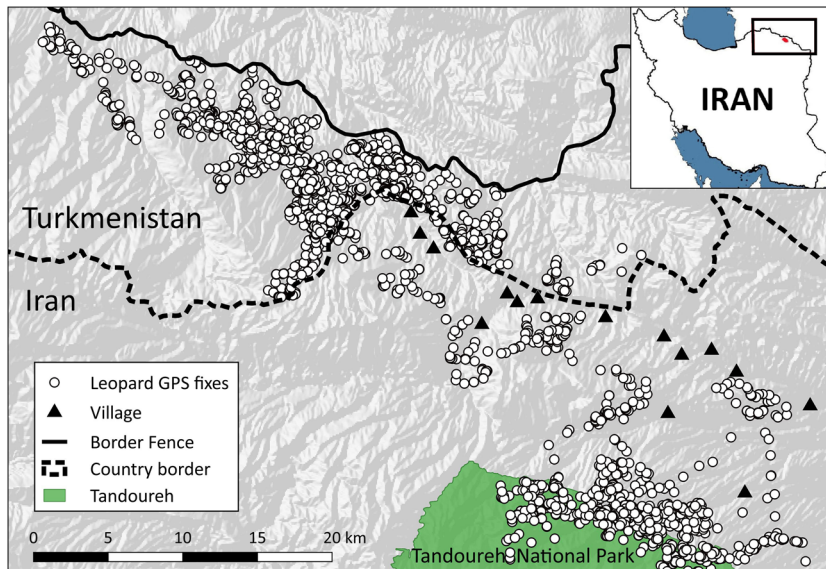 IRAN
Turkmenistan
Iran
Leopard GPS fixes
Village
Border Fence
Country border
Tandoureh
0 5 10 15 20 km
Tandoureh National Park